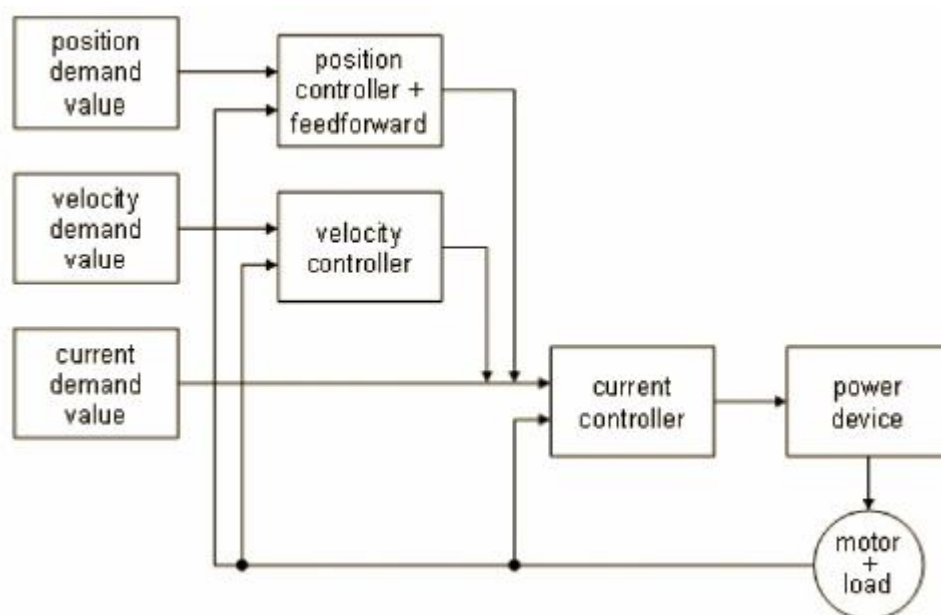 position
demand
value
position
controller +
feedforward
velocity
demand
value
velocity
controller
current
demand
value
current
controller
power
device
motor
+
load